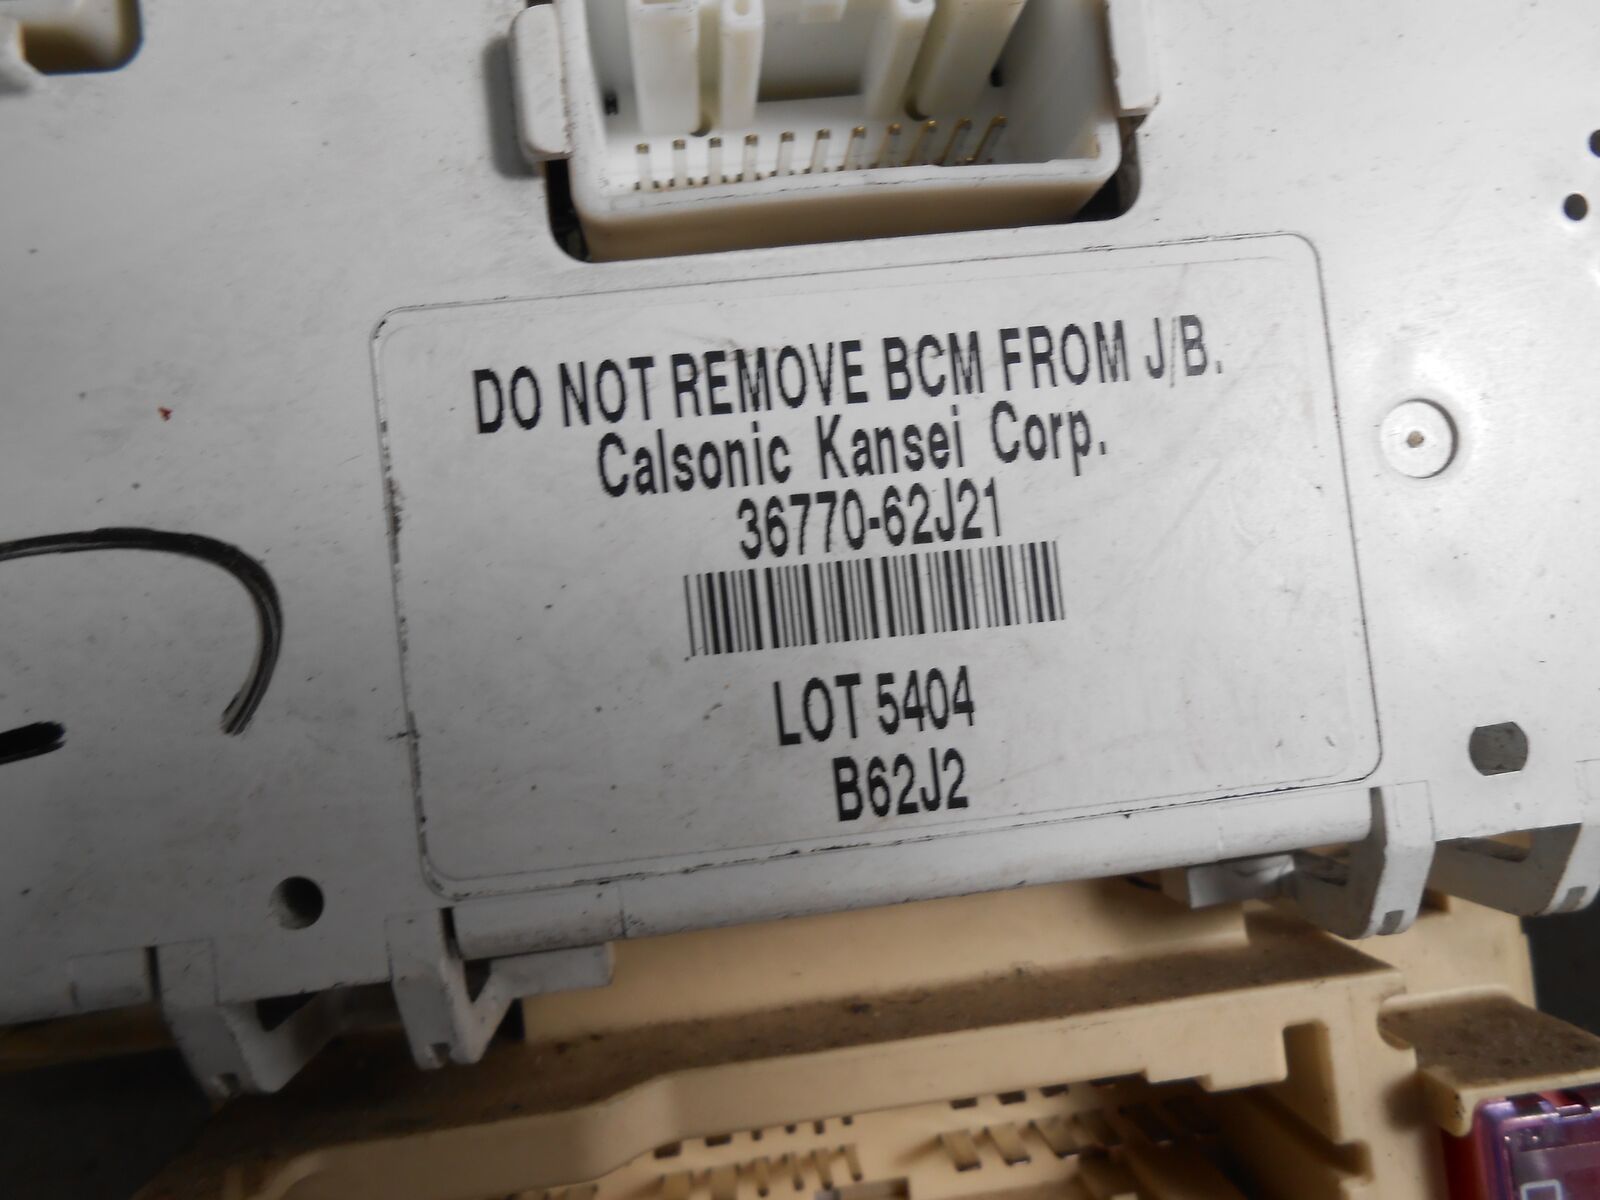 DO NOT REMOVE BCM FROM J/B.
Calsonic Kansei Corp.
36770-62J21
LOT 5404
B62J2